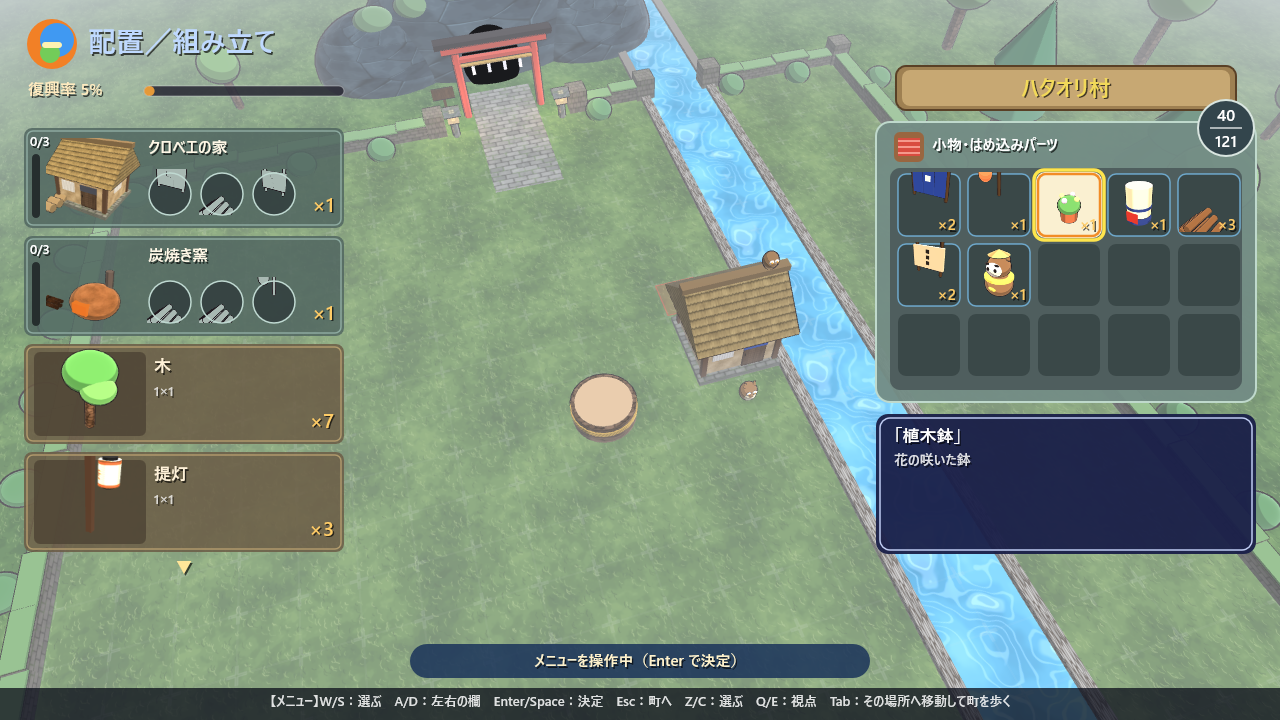 配置／組み立て
復興率 5%
0/3
クロベエの家
×1
0/3
炭焼き窯
×1
木
1×1
×7
提灯
1×1
×3
ハタオリ村
40
121
小物・はめ込みパーツ
×2
×1
×1
×1
×3
×2
×1
「植木鉢」
花の咲いた鉢
メニューを操作中（Enter で決定）
【メニュー】W/S：選ぶ A/D：左右の欄 Enter/Space：決定 Esc：町へ Z/C：選ぶ Q/E：視点 Tab：その場所へ移動して町を歩く